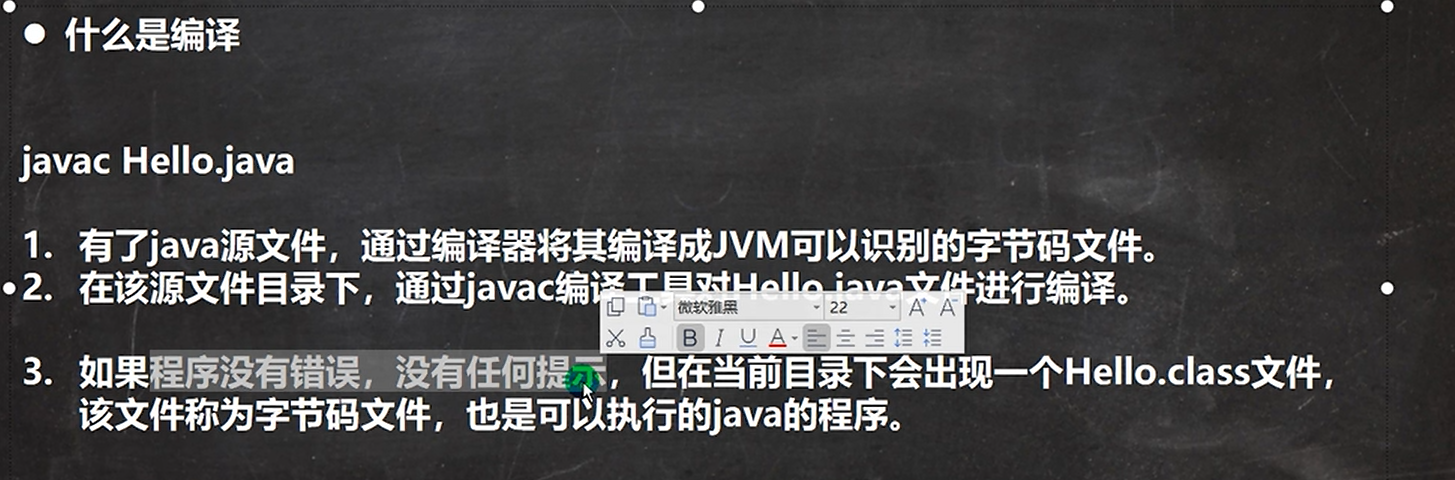 ● 什么是编译
javac Hello.java
1. 有了java源文件，通过编译器将其编译成JVM可以识别的字节码文件。
2. 在该源文件目录下，通过javac编译工具对Hello.java文件进行编译。
微软雅黑 22 A+ A-
B I U A
3. 如果程序没有错误，没有任何提示，但在当前目录下会出现一个Hello.class文件，
该文件称为字节码文件，也是可以执行的java的程序。